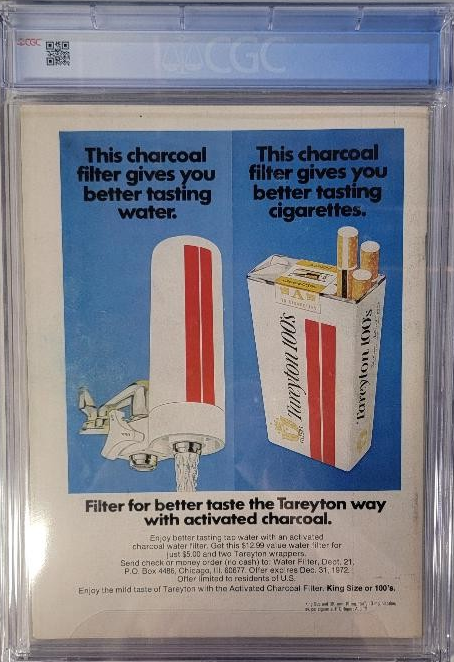 CGC
CGC
This charcoal
filter gives you
better tasting
water.
This charcoal
filter gives you
better tasting
cigarettes.
Tareyton 100's
Tareyton 100's
Filter for better taste the Tareyton way
with activated charcoal.
Enjoy better tasting tap water with an activated
charcoal water filter. Get this $12.99 value water filter for
just $5.00 and two Tareyton wrappers.
Send check or money order (no cash) to: Water Filter, Dept. 21,
P.O. Box 4486, Chicago, Ill. 60677. Offer expires Dec. 31, 1972.
Offer limited to residents of U.S.
Enjoy the mild taste of Tareyton with the Activated Charcoal Filter. King Size or 100's.